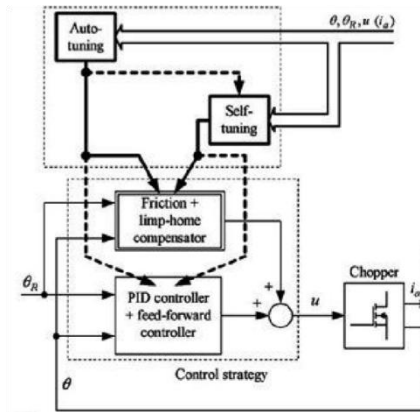 Auto-
tuning
θ, θR, u (ia)
Self-
tuning
Friction +
limp-home
compensator
Chopper
ia
θR
PID controller
+ feed-forward
controller
+
+
u
θ
Control strategy